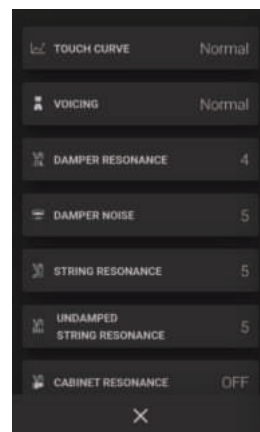 TOUCH CURVE Normal
VOICING Normal
DAMPER RESONANCE 4
DAMPER NOISE 5
STRING RESONANCE 5
UNDAMPED
STRING RESONANCE 5
CABINET RESONANCE OFF